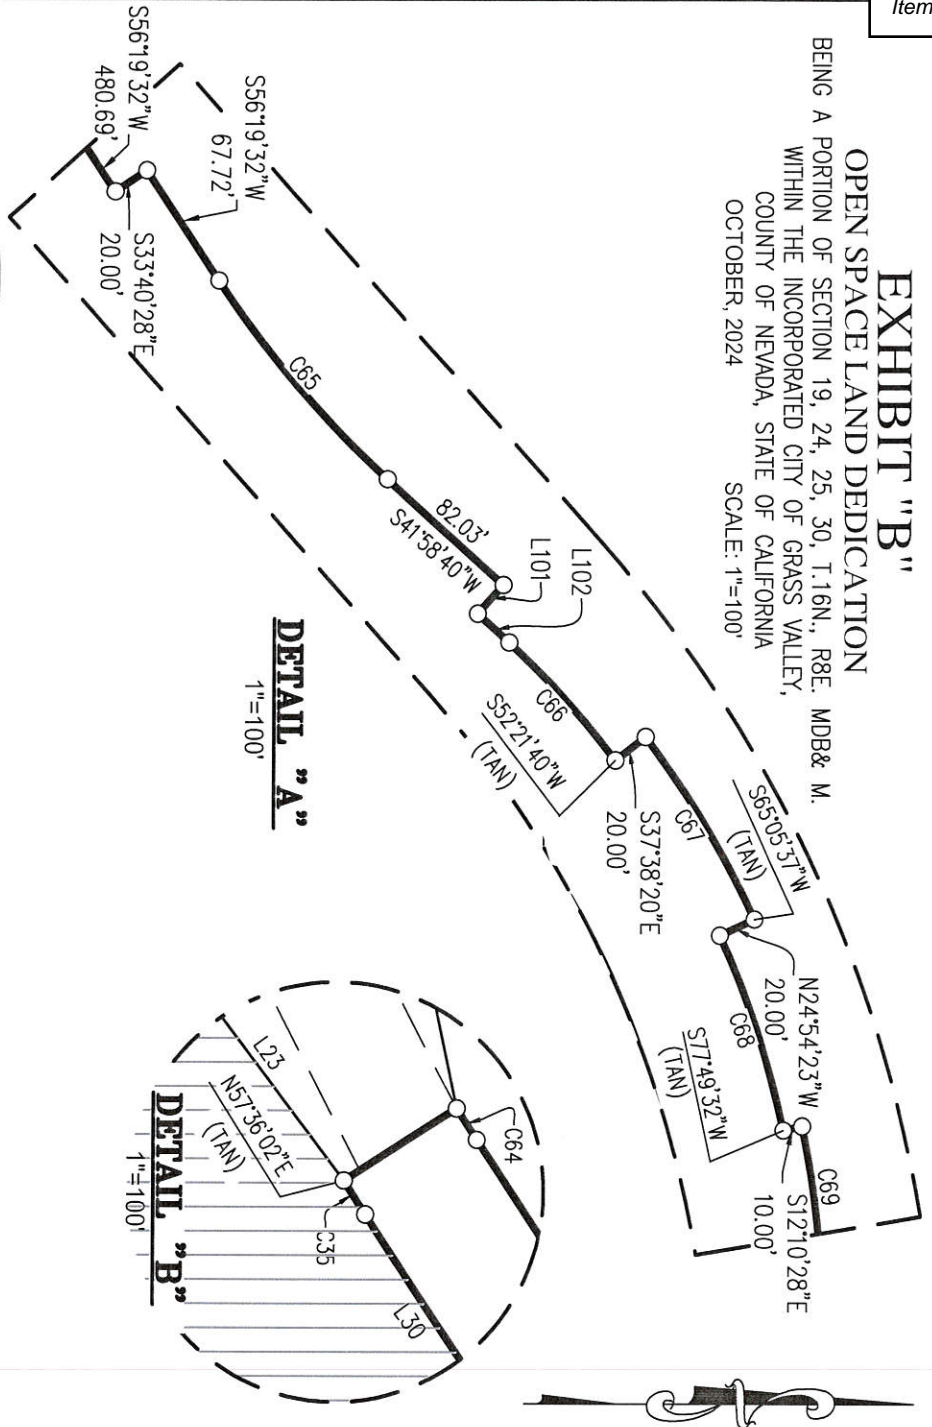 Item
EXHIBIT "B"
OPEN SPACE LAND DEDICATION
BEING A PORTION OF SECTION 19, 24, 25, 30, T.16N., R8E. MDB& M.
WITHIN THE INCORPORATED CITY OF GRASS VALLEY,
COUNTY OF NEVADA, STATE OF CALIFORNIA
OCTOBER, 2024 SCALE: 1"=100'
S56°19'32"W
480.69'
S33°40'28"E
20.00'
S56°19'32"W
67.72'
C65
82.03'
S41°58'40"W
L101
L102
C66
S52°21'40"W
(TAN)
S37°38'20"E
20.00'
C67
S65°05'37"W
(TAN)
N24°54'23"W
20.00'
C68
S77°49'32"W
(TAN)
S12°10'28"E
10.00'
C69
DETAIL "A"
1"=100'
L23
N57°36'02"E
(TAN)
C64
C35
L30
DETAIL "B"
1"=100'